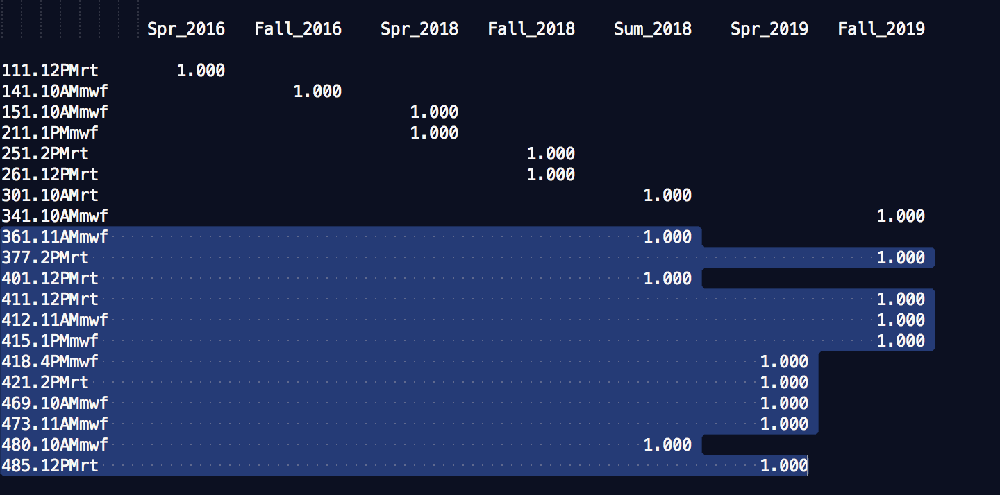 Spr_2016 Fall_2016 Spr_2018 Fall_2018 Sum_2018 Spr_2019 Fall_2019
111.12PMrt 1.000
141.10AMmwf 1.000
151.10AMmwf 1.000
211.1PMmwf 1.000
251.2PMrt 1.000
261.12PMrt 1.000
301.10AMrt 1.000
341.10AMmwf 1.000
361.11AMmwf 1.000
377.2PMrt 1.000
401.12PMrt 1.000
411.12PMrt 1.000
412.11AMmwf 1.000
415.1PMmwf 1.000
418.4PMmwf 1.000
421.2PMrt 1.000
469.10AMmwf 1.000
473.11AMmwf 1.000
480.10AMmwf 1.000
485.12PMrt 1.000